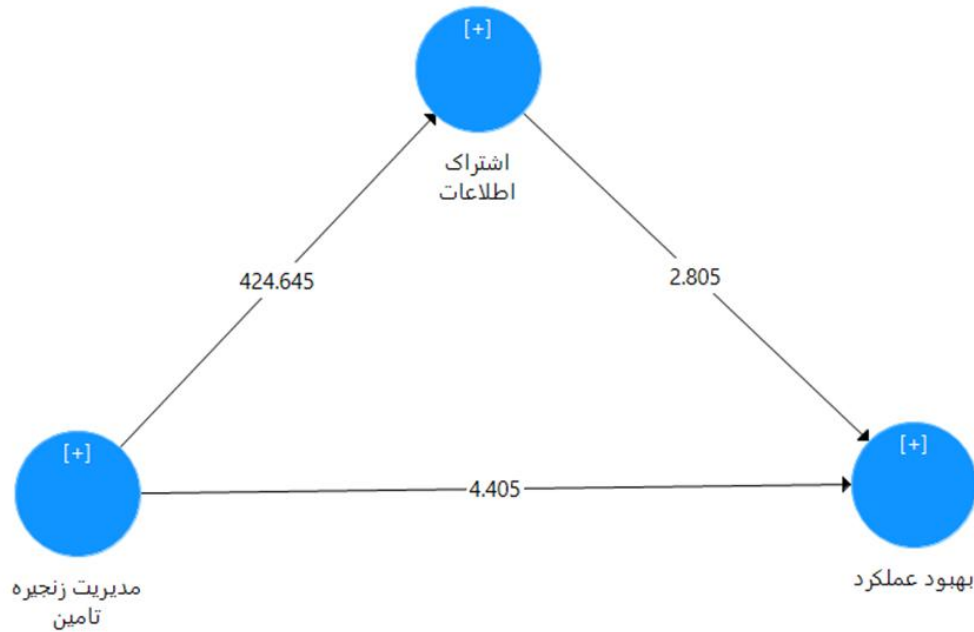 [+]
اشتراک
اطلاعات
424.645
2.805
[+]
[+]
4.405
مدیریت زنجیره
تامین
بهبود عملکرد